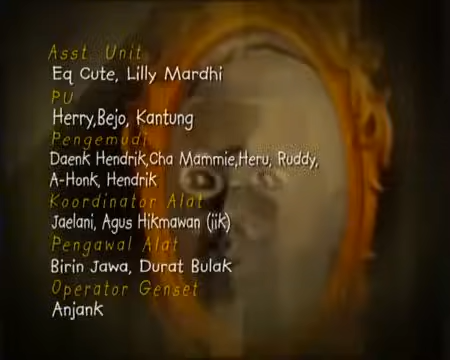 Asst. Unit
Eq Cute, Lilly Mardhi
PU
Herry,Bejo, Kantung
Pengemudi
Daenk Hendrik,Cha Mammie,Heru, Ruddy,
A-Honk, Hendrik
Koordinator Alat
Jaelani, Agus Hikmawan (jik)
Pengawal Alat
Birin Jawa, Durat Bulak
Operator Genset
Anjank